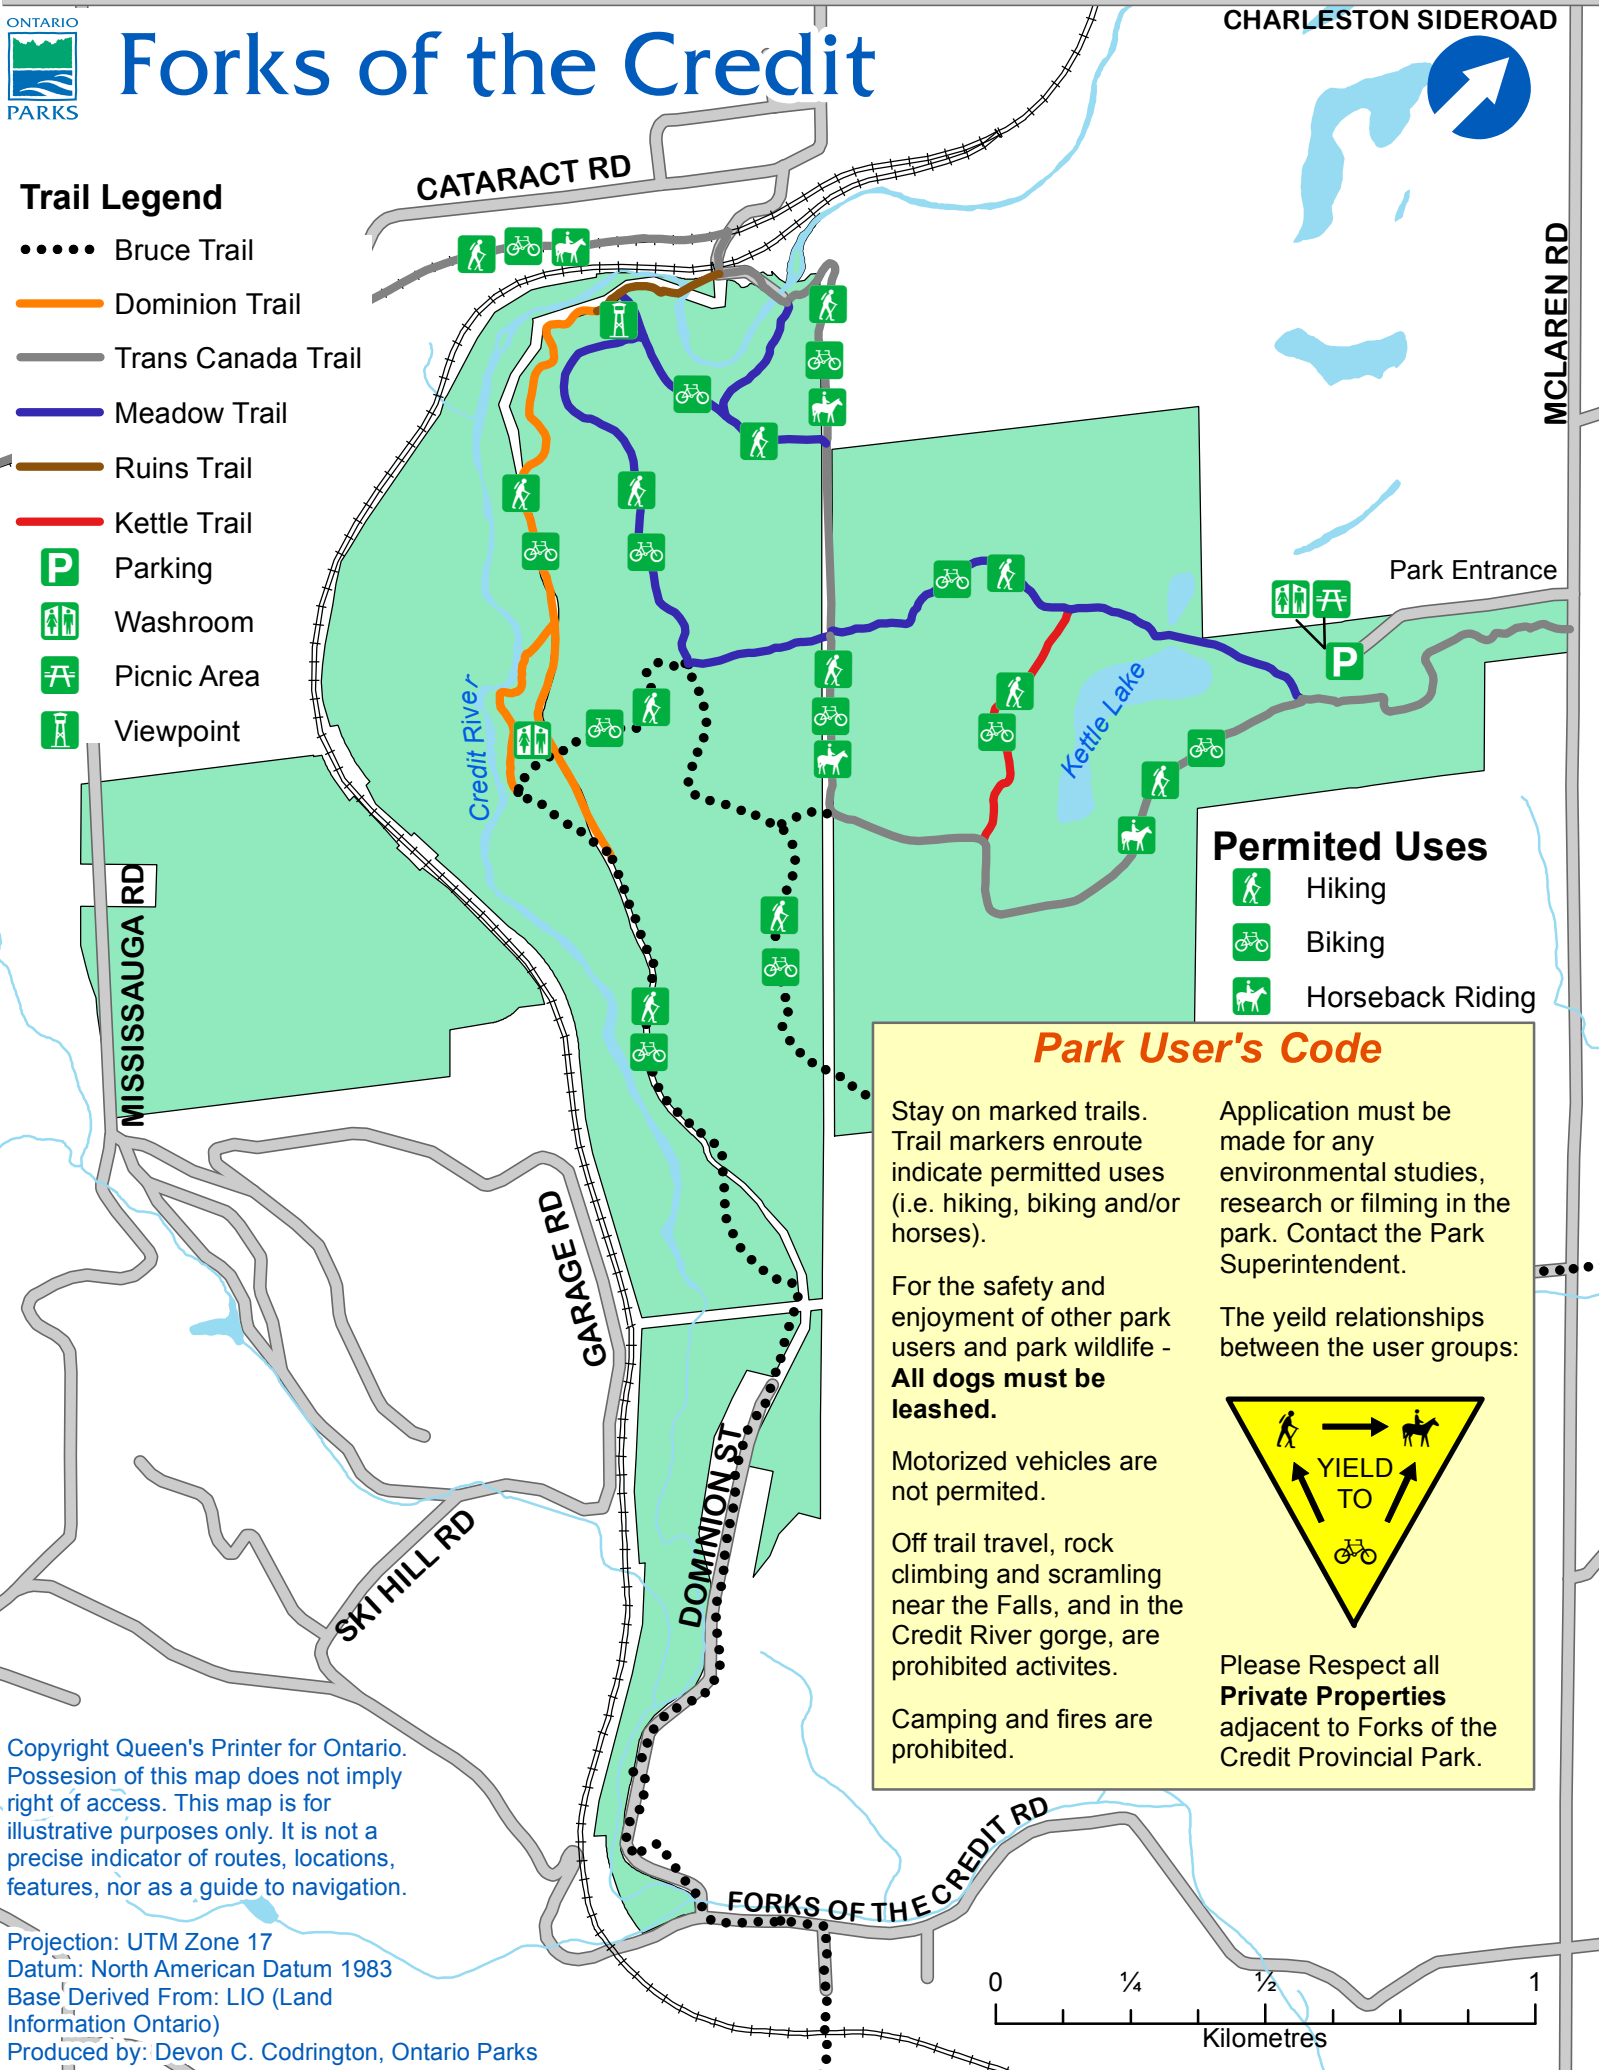 ONTARIO
PARKS
Forks of the Credit
CHARLESTON SIDEROAD
CATARACT RD
MCLAREN RD
Trail Legend
Bruce Trail
Dominion Trail
Trans Canada Trail
Meadow Trail
Ruins Trail
Kettle Trail
P
Parking
Washroom
Picnic Area
Viewpoint
Park Entrance
P
Credit River
Kettle Lake
MISSISSAUGA RD
GARAGE RD
SKI HILL RD
DOMINION ST
FORKS OF THE CREDIT RD
Permited Uses
Hiking
Biking
Horseback Riding
Park User's Code
Stay on marked trails.
Trail markers enroute
indicate permitted uses
(i.e. hiking, biking and/or
horses).
For the safety and
enjoyment of other park
users and park wildlife -
All dogs must be
leashed.
Motorized vehicles are
not permitted.
Off trail travel, rock
climbing and scramling
near the Falls, and in the
Credit River gorge, are
prohibited activites.
Camping and fires are
prohibited.
Application must be
made for any
environmental studies,
research or filming in the
park. Contact the Park
Superintendent.
The yeild relationships
between the user groups:
YIELD
TO
Please Respect all
Private Properties
adjacent to Forks of the
Credit Provincial Park.
Copyright Queen's Printer for Ontario.
Possesion of this map does not imply
right of access. This map is for
illustrative purposes only. It is not a
precise indicator of routes, locations,
features, nor as a guide to navigation.
Projection: UTM Zone 17
Datum: North American Datum 1983
Base Derived From: LIO (Land
Information Ontario)
Produced by: Devon C. Codrington, Ontario Parks
0 ¼ ½ 1
Kilometres